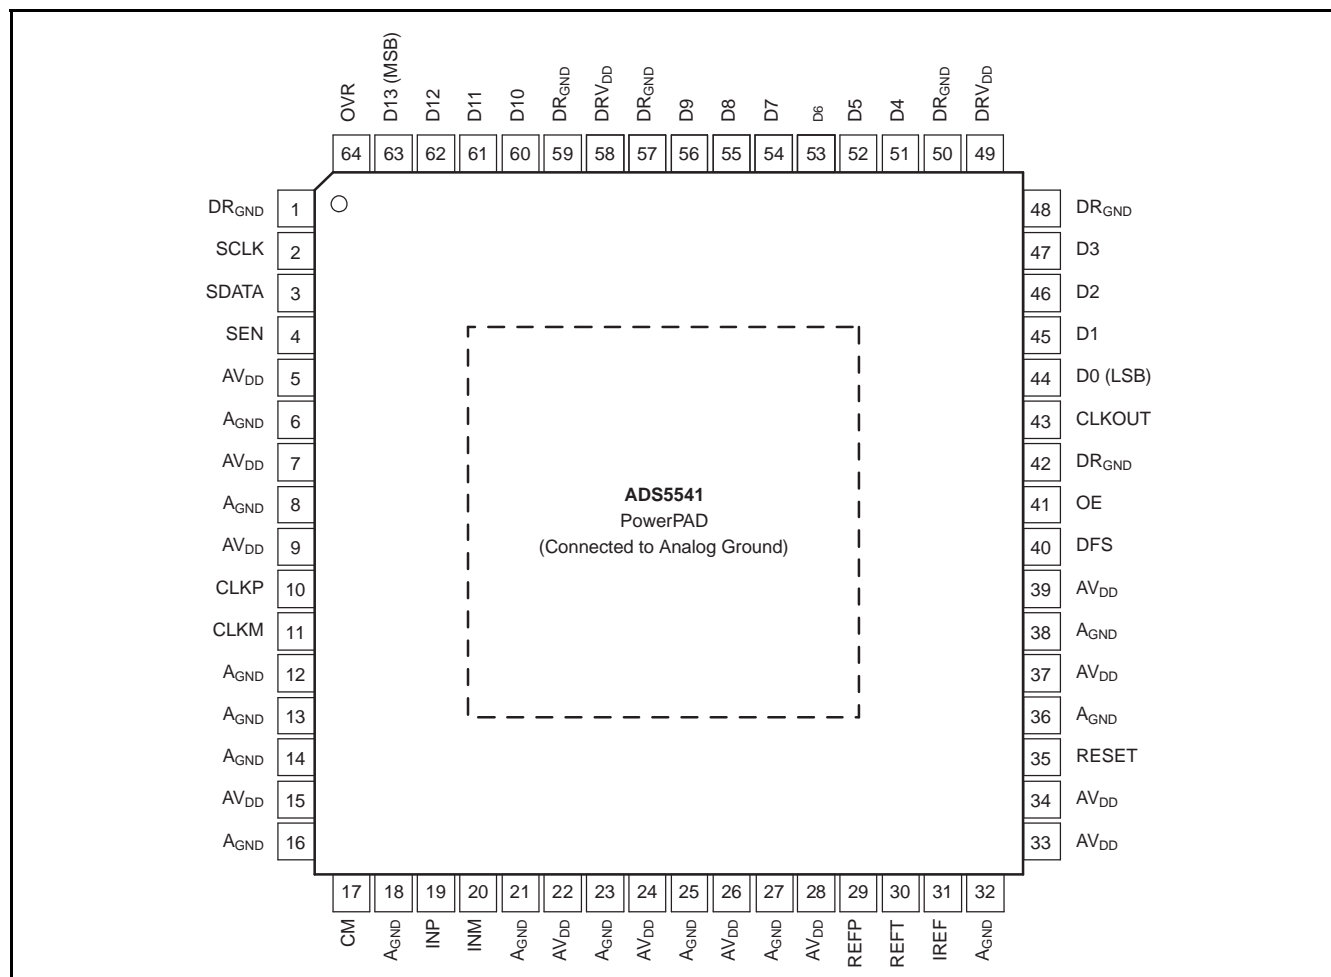 OVR
D13 (MSB)
D12
D11
D10
DRGND
DRVDD
DRGND
D9
D8
D7
D6
D5
D4
DRGND
DRVDD
64 63 62 61 60 59 58 57 56 55 54 53 52 51 50 49
DRGND 1
SCLK 2
SDATA 3
SEN 4
AVDD 5
AGND 6
AVDD 7
AGND 8
AVDD 9
CLKP 10
CLKM 11
AGND 12
AGND 13
AGND 14
AVDD 15
AGND 16
ADS5541
PowerPAD
(Connected to Analog Ground)
48 DRGND
47 D3
46 D2
45 D1
44 D0 (LSB)
43 CLKOUT
42 DRGND
41 OE
40 DFS
39 AVDD
38 AGND
37 AVDD
36 AGND
35 RESET
34 AVDD
33 AVDD
17 18 19 20 21 22 23 24 25 26 27 28 29 30 31 32
CM
AGND
INP
INM
AGND
AVDD
AGND
AVDD
AGND
AVDD
AGND
AVDD
REFP
REFT
IREF
AGND